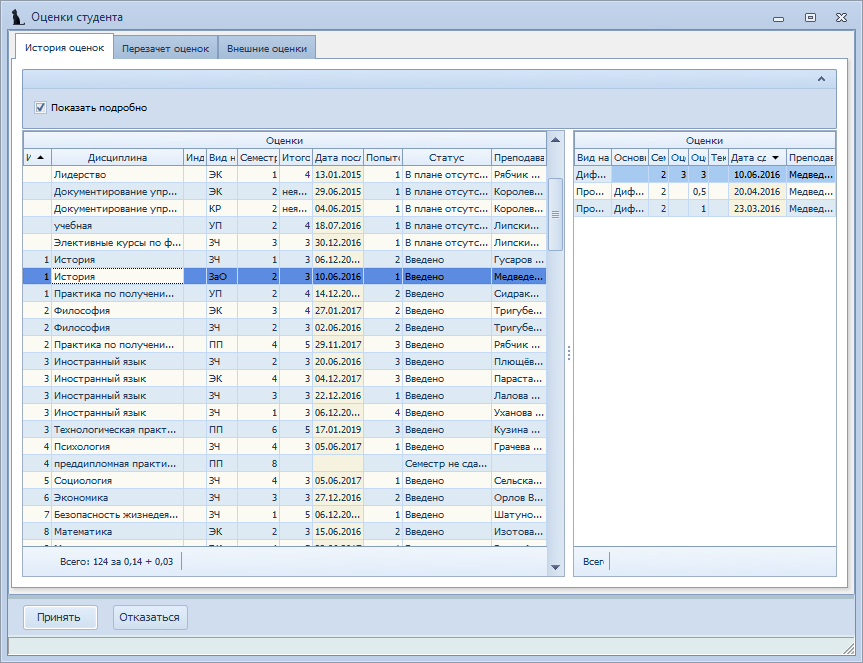 Оценки студента
История оценок Перезачет оценок Внешние оценки
Показать подробно
Оценки
И Дисциплина Инд Вид н Семестр Итого Дата посл Попыто Статус Преподава
Лидерство ЭК 1 4 13.01.2015 1 В плане отсутс... Рябчик ...
Документирование упр... ЭК 2 нея... 29.06.2015 1 В плане отсутс... Королев...
Документирование упр... КР 2 нея... 04.06.2015 1 В плане отсутс... Королев...
учебная УП 2 4 18.07.2016 1 В плане отсутс... Липски...
Элективные курсы по ф... ЗЧ 3 3 30.12.2016 1 В плане отсутс... Липски...
1 История ЗЧ 1 3 06.12.20... 2 Введено Гусаров ...
1 История ЗаО 2 3 10.06.2016 1 Введено Медведе...
1 Практика по получени... УП 2 4 14.12.20... 2 Введено Сидрак...
2 Философия ЭК 3 4 27.01.2017 2 Введено Тригубе...
2 Философия ЗЧ 2 3 02.06.2016 2 Введено Тригубе...
2 Практика по получени... ПП 4 5 29.11.2017 3 Введено Рябчик ...
3 Иностранный язык ЗЧ 2 3 20.06.2016 3 Введено Плющёв...
3 Иностранный язык ЭК 4 3 04.12.2017 3 Введено Параста...
3 Иностранный язык ЗЧ 3 3 22.12.2016 1 Введено Лалова ...
3 Иностранный язык ЗЧ 1 3 06.12.20... 4 Введено Уханова ...
3 Технологическая практ... ПП 6 5 17.01.2019 3 Введено Кузина ...
4 Психология ЗЧ 4 3 05.06.2017 1 Введено Грачева ...
4 преддипломная практи... ПП 8 Семестр не сда...
5 Социология ЗЧ 4 3 05.06.2017 1 Введено Сельска...
6 Экономика ЗЧ 3 3 27.12.2016 2 Введено Орлов В...
7 Безопасность жизнедея... ЗЧ 1 5 06.12.20... 1 Введено Шатуно...
8 Математика ЭК 2 3 15.06.2016 2 Введено Изотова...
Всего: 124 за 0,14 + 0,03
Оценки
Вид на Основ Сем Оце Оце Тек Дата сд Преподав
Диф... 2 3 3 10.06.2016 Медвед...
Про... Диф... 2 0,5 20.04.2016 Медвед...
Про... Диф... 2 1 23.03.2016 Медвед...
Всег
Принять Отказаться